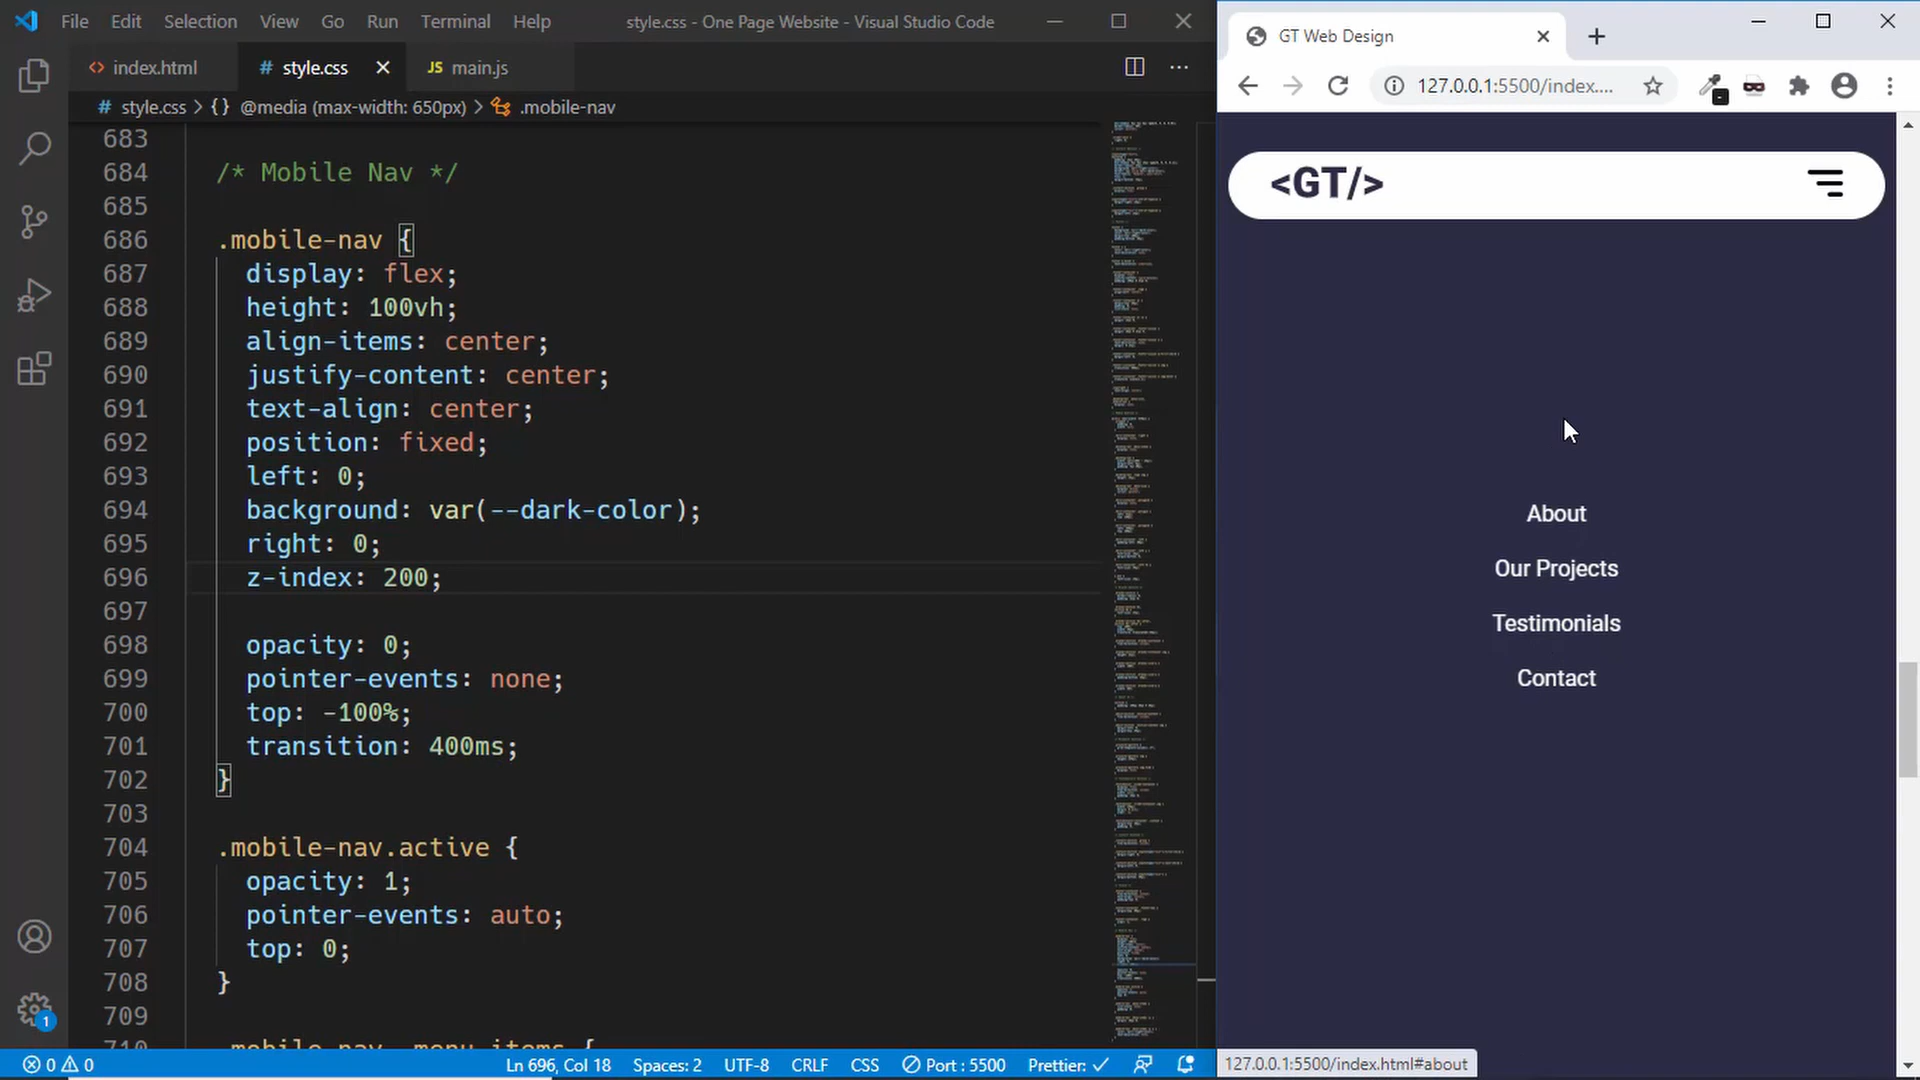 File Edit Selection View Go Run Terminal Help
style.css - One Page Website - Visual Studio Code
index.html
style.css
JS main.js
# style.css > {} @media (max-width: 650px) > .mobile-nav
683
684 /* Mobile Nav */
685
686 .mobile-nav {
687 display: flex;
688 height: 100vh;
689 align-items: center;
690 justify-content: center;
691 text-align: center;
692 position: fixed;
693 left: 0;
694 background: var(--dark-color);
695 right: 0;
696 z-index: 200;
697
698 opacity: 0;
699 pointer-events: none;
700 top: -100%;
701 transition: 400ms;
702 }
703
704 .mobile-nav.active {
705 opacity: 1;
706 pointer-events: auto;
707 top: 0;
708 }
709
710 .mobile-nav .menu-items {
1
0 0
Ln 696, Col 18
Spaces: 2
UTF-8
CRLF
CSS
Port : 5500
Prettier:
GT Web Design
127.0.0.1:5500/index....
<GT/>
About
Our Projects
Testimonials
Contact
127.0.0.1:5500/index.html#about